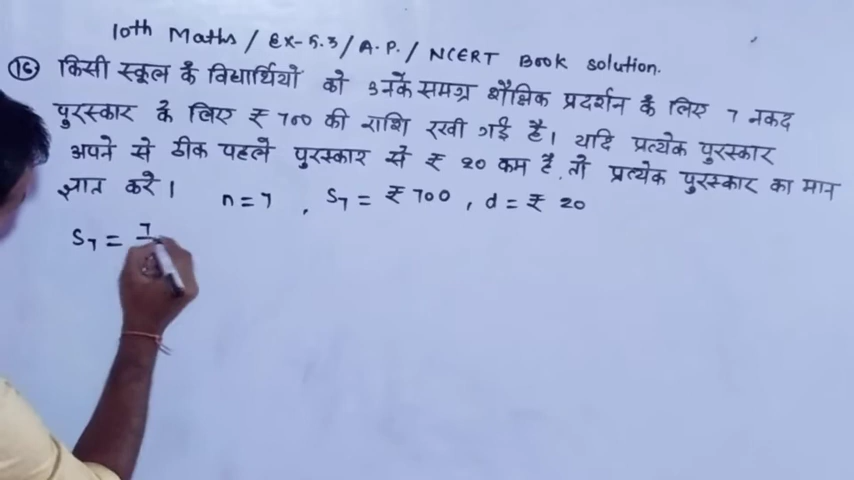 10th Maths / Ex-5.3 / A.P. / NCERT Book solution.
(16) किसी स्कूल के विद्यार्थियों को उनके समग्र शैक्षिक प्रदर्शन के लिए 7 नकद
पुरस्कार के लिए ₹ 700 की राशि रखी गई है। यदि प्रत्येक पुरस्कार
अपने से ठीक पहले पुरस्कार से ₹ 20 कम है, तो प्रत्येक पुरस्कार का मान
ज्ञात करें। n = 7 , S₇ = ₹ 700 , d = ₹ 20
S₇ = 7